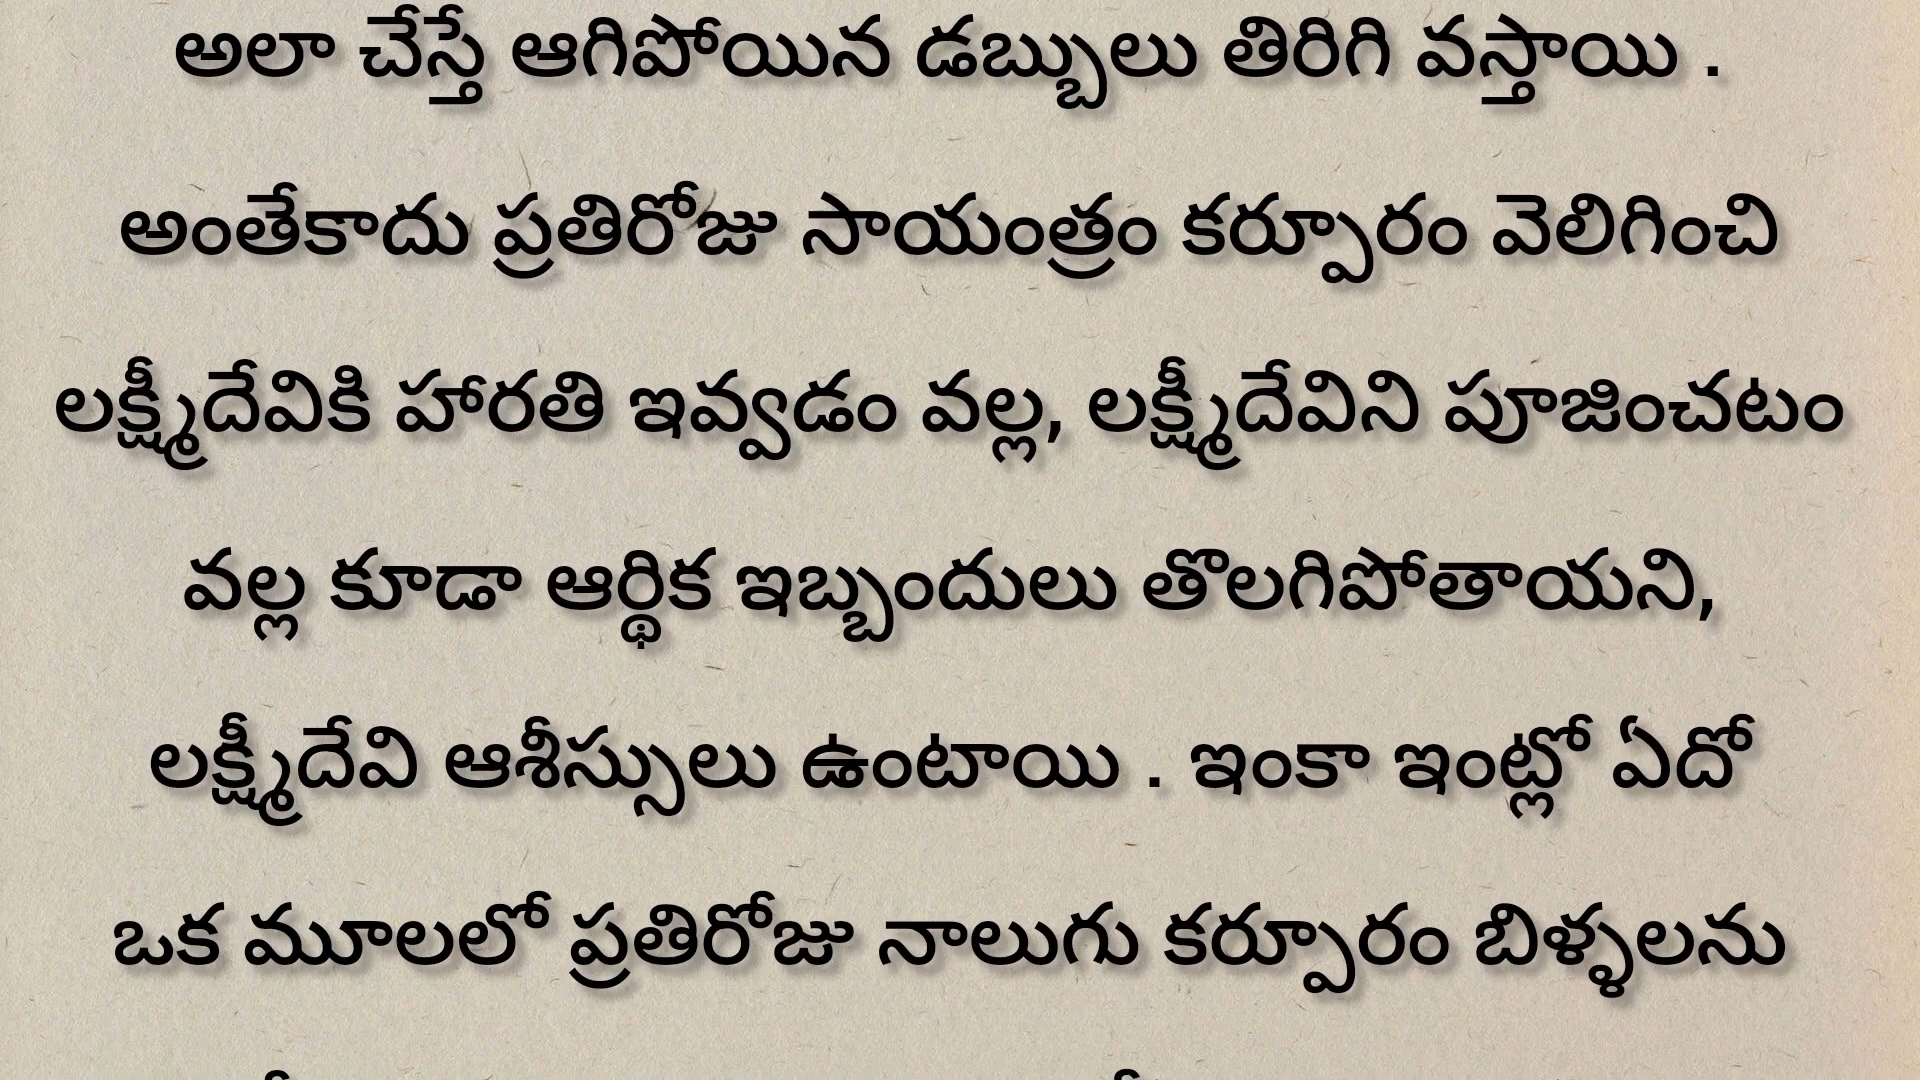 అలా చేస్తే ఆగిపోయిన డబ్బులు తిరిగి వస్తాయి .
అంతేకాదు ప్రతిరోజు సాయంత్రం కర్పూరం వెలిగించి
లక్ష్మీదేవికి హారతి ఇవ్వడం వల్ల, లక్ష్మీదేవిని పూజించటం
వల్ల కూడా ఆర్థిక ఇబ్బందులు తొలగిపోతాయని,
లక్ష్మీదేవి ఆశీస్సులు ఉంటాయి . ఇంకా ఇంట్లో ఏదో
ఒక మూలలో ప్రతిరోజు నాలుగు కర్పూరం బిళ్ళలను